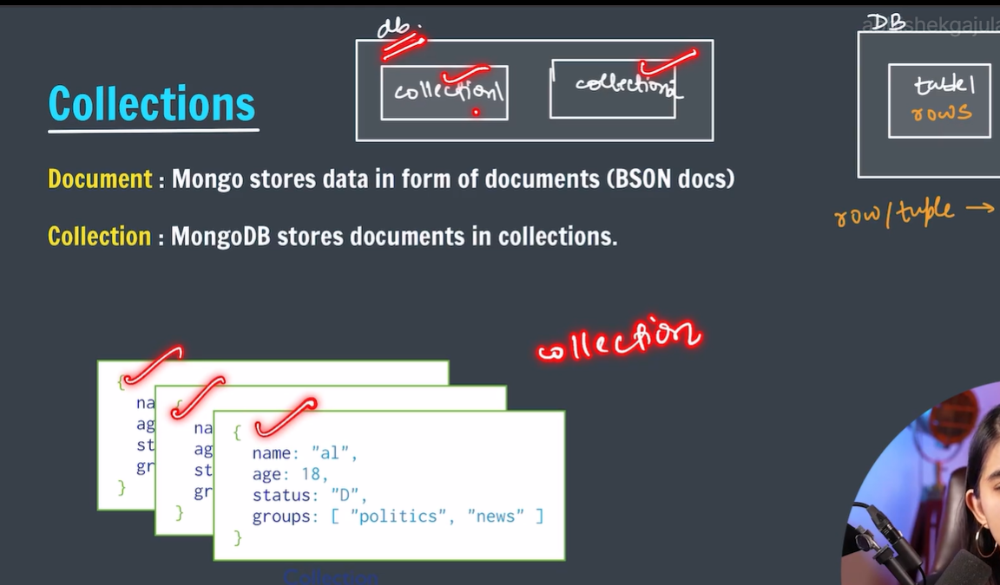 db.
DB
abhishekgajula
collection1
collection2
table1
rows
Collections
Document : Mongo stores data in form of documents (BSON docs)
row/tuple →
Collection : MongoDB stores documents in collections.
collection
{
na
ag
st
gr
}
{
na
ag
st
gr
}
{
name: "al",
age: 18,
status: "D",
groups: [ "politics", "news" ]
}
Collection